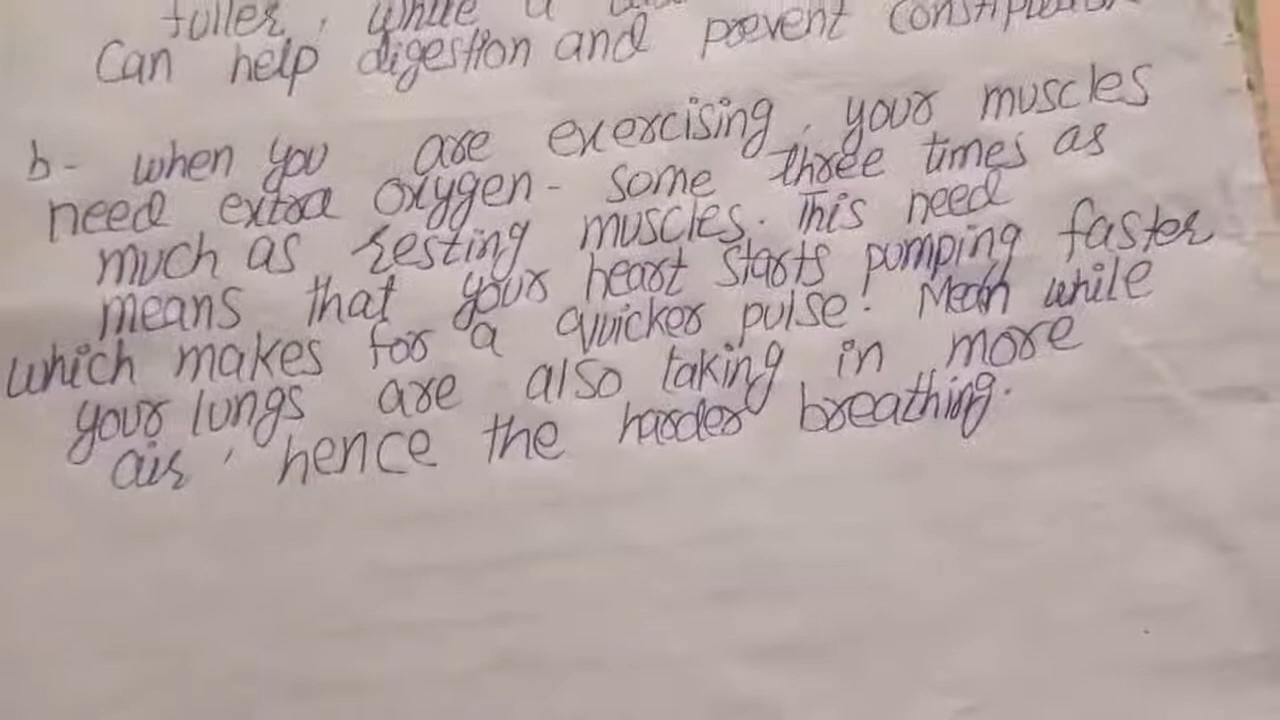 fuller, while a
Can help digestion and prevent constipation
b- when you are exercising, your muscles
need extra oxygen - some three times as
much as resting muscles. This need
means that your heart starts pumping faster
which makes for a quicker pulse. Mean while
your lungs are also taking in more
air, hence the harder breathing.